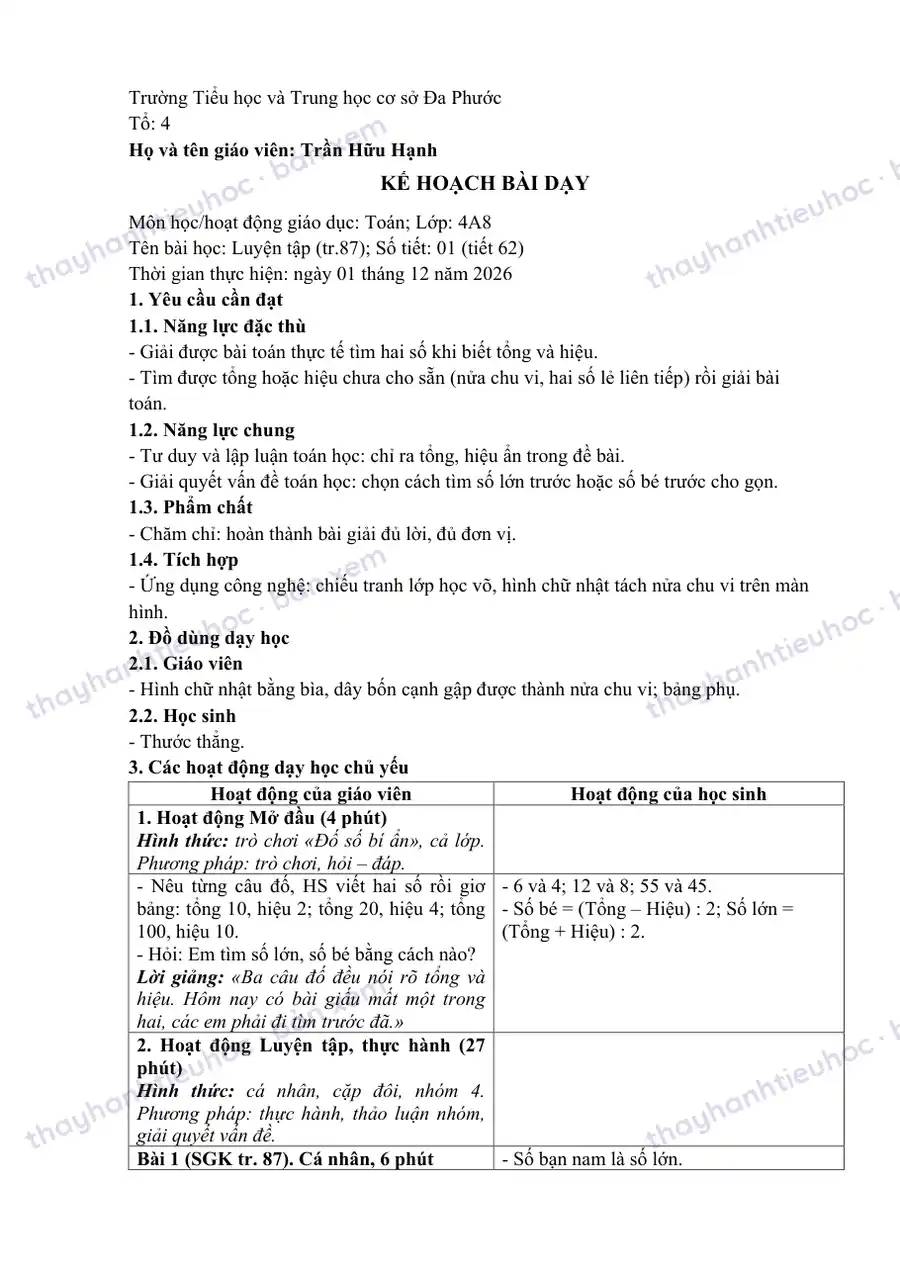 Trường Tiểu học và Trung học cơ sở Đa Phước
Tổ: 4
Họ và tên giáo viên: Trần Hữu Hạnh
KẾ HOẠCH BÀI DẠY
Môn học/hoạt động giáo dục: Toán; Lớp: 4A8
Tên bài học: Luyện tập (tr.87); Số tiết: 01 (tiết 62)
Thời gian thực hiện: ngày 01 tháng 12 năm 2026
1. Yêu cầu cần đạt
1.1. Năng lực đặc thù
- Giải được bài toán thực tế tìm hai số khi biết tổng và hiệu.
- Tìm được tổng hoặc hiệu chưa cho sẵn (nửa chu vi, hai số lẻ liên tiếp) rồi giải bài
toán.
1.2. Năng lực chung
- Tư duy và lập luận toán học: chỉ ra tổng, hiệu ẩn trong đề bài.
- Giải quyết vấn đề toán học: chọn cách tìm số lớn trước hoặc số bé trước cho gọn.
1.3. Phẩm chất
- Chăm chỉ: hoàn thành bài giải đủ lời, đủ đơn vị.
1.4. Tích hợp
- Ứng dụng công nghệ: chiếu tranh lớp học võ, hình chữ nhật tách nửa chu vi trên màn
hình.
2. Đồ dùng dạy học
2.1. Giáo viên
- Hình chữ nhật bằng bìa, dây bốn cạnh gập được thành nửa chu vi; bảng phụ.
2.2. Học sinh
- Thước thẳng.
3. Các hoạt động dạy học chủ yếu
Hoạt động của giáo viên
Hoạt động của học sinh
1. Hoạt động Mở đầu (4 phút)
Hình thức: trò chơi «Đố số bí ẩn», cả lớp.
Phương pháp: trò chơi, hỏi – đáp.
- Nêu từng câu đố, HS viết hai số rồi giơ
bảng: tổng 10, hiệu 2; tổng 20, hiệu 4; tổng
100, hiệu 10.
- Hỏi: Em tìm số lớn, số bé bằng cách nào?
Lời giảng: «Ba câu đố đều nói rõ tổng và
hiệu. Hôm nay có bài giấu mất một trong
hai, các em phải đi tìm trước đã.»
- 6 và 4; 12 và 8; 55 và 45.
- Số bé = (Tổng – Hiệu) : 2; Số lớn =
(Tổng + Hiệu) : 2.
2. Hoạt động Luyện tập, thực hành (27
phút)
Hình thức: cá nhân, cặp đôi, nhóm 4.
Phương pháp: thực hành, thảo luận nhóm,
giải quyết vấn đề.
Bài 1 (SGK tr. 87). Cá nhân, 6 phút
- Số bạn nam là số lớn.
thayhanhtieuhoc · bản xem
thayhanhtieuhoc · b
thayhanhtieuhoc · bản xem
thayhanhtieuhoc · b
thayhanhtieuhoc · bản xem
thayhanhtieuhoc · b